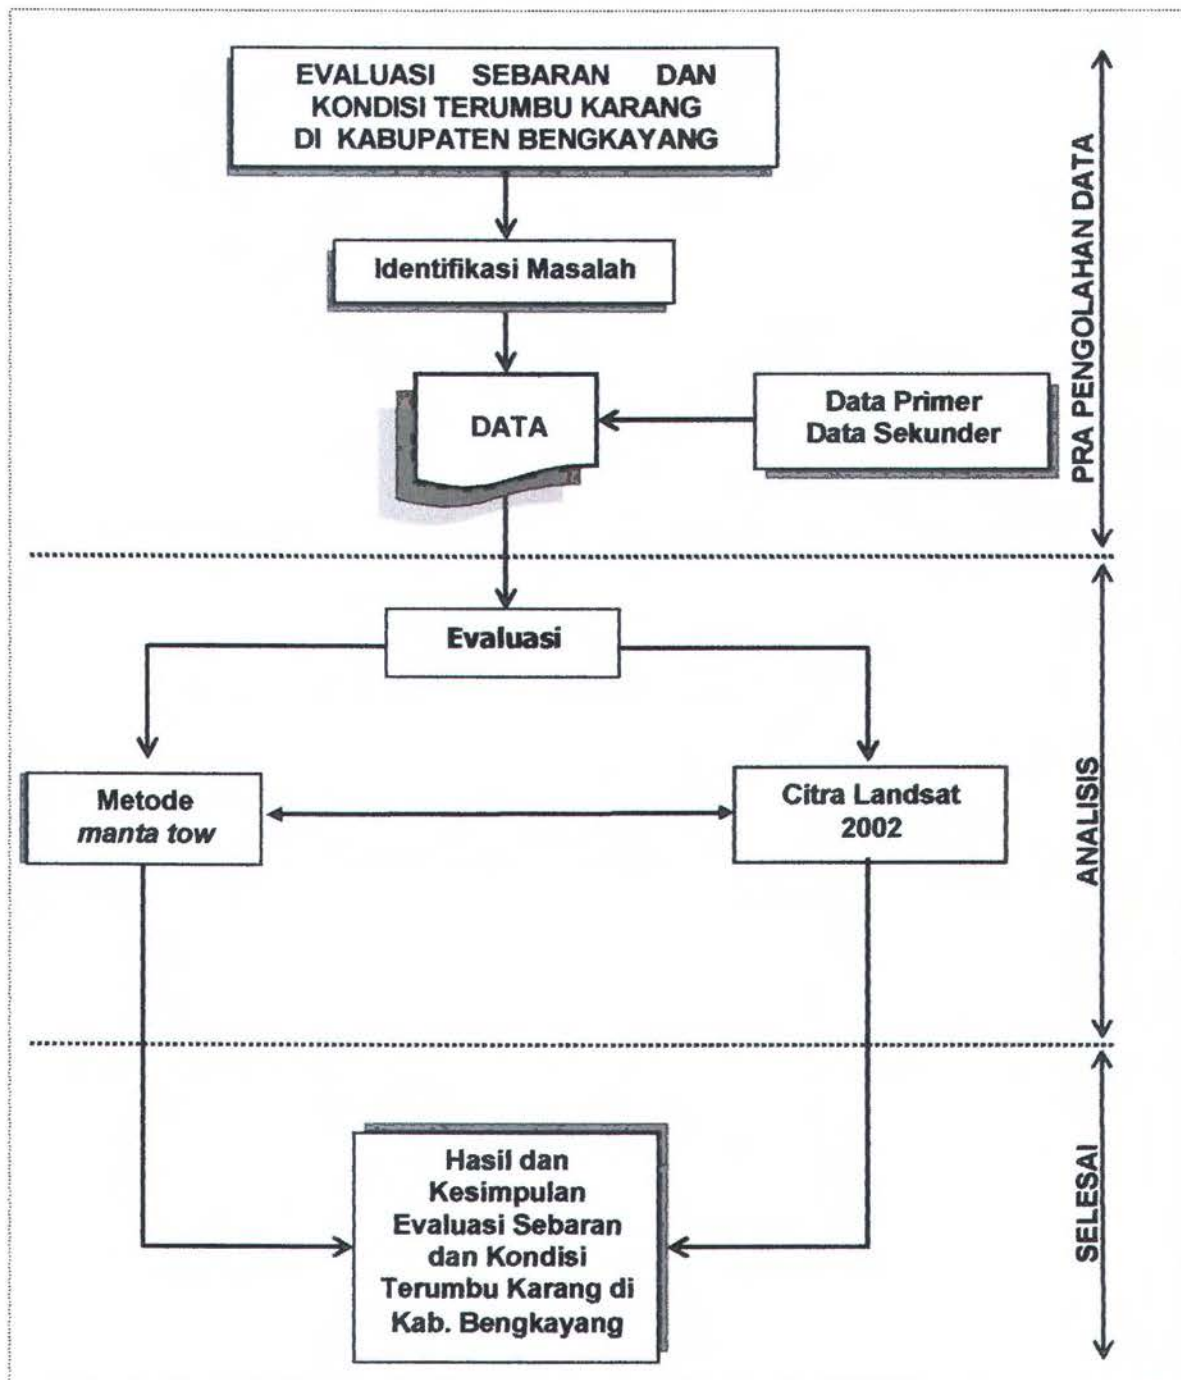 EVALUASI SEBARAN DAN
KONDISI TERUMBU KARANG
DI KABUPATEN BENGKAYANG
Identifikasi Masalah
DATA
Data Primer
Data Sekunder
PRA PENGOLAHAN DATA
Evaluasi
Metode
manta tow
Citra Landsat
2002
ANALISIS
Hasil dan
Kesimpulan
Evaluasi Sebaran
dan Kondisi
Terumbu Karang di
Kab. Bengkayang
SELESAI